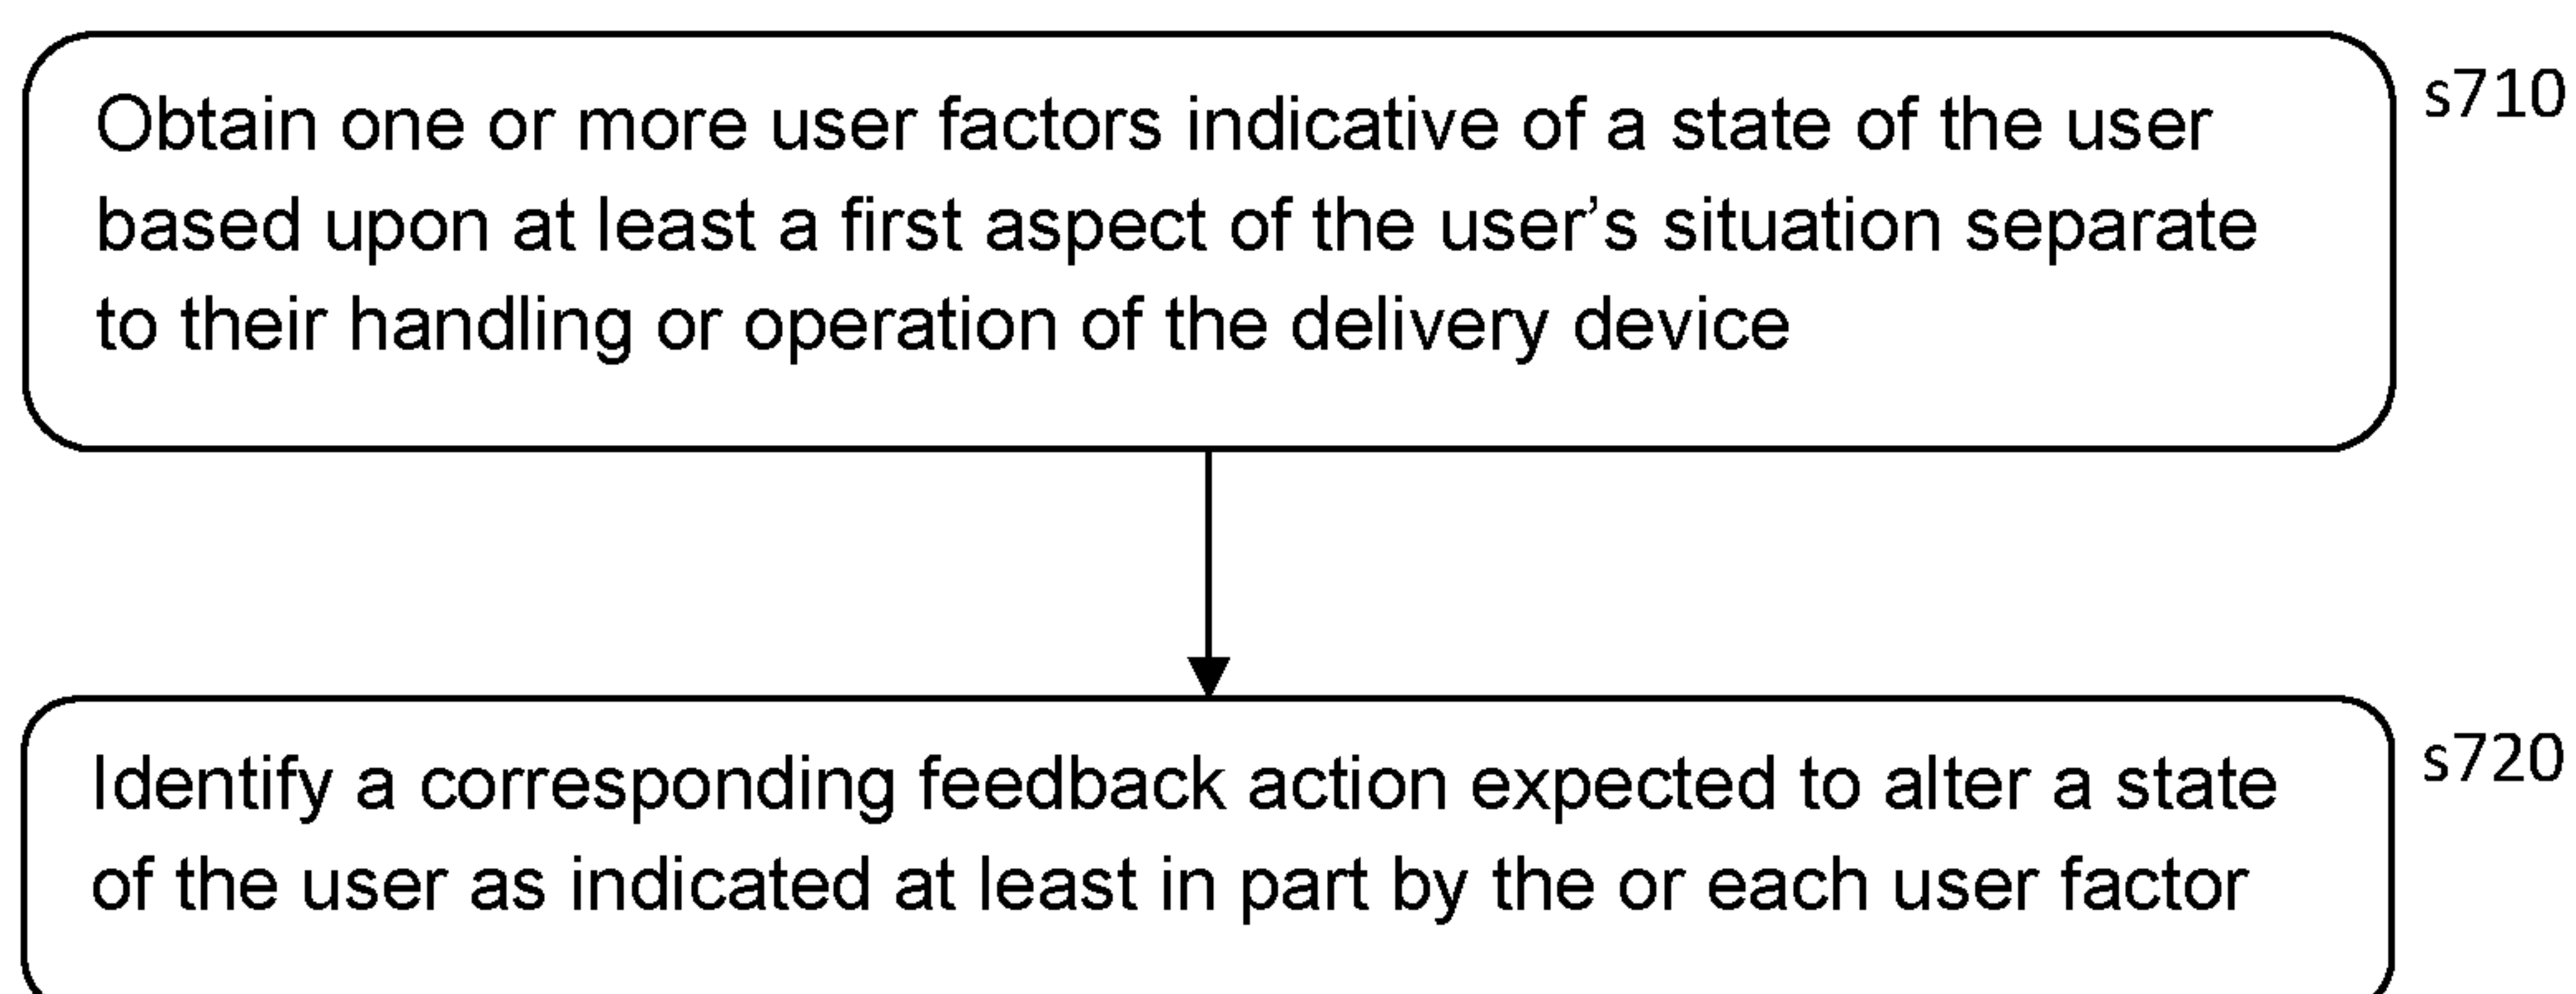 Obtain one or more user factors indicative of a state of the user
s710
based upon at least a first aspect of the user’s situation separate
to their handling or operation of the delivery device
Identify a corresponding feedback action expected to alter a state
s720
of the user as indicated at least in part by the or each user factor